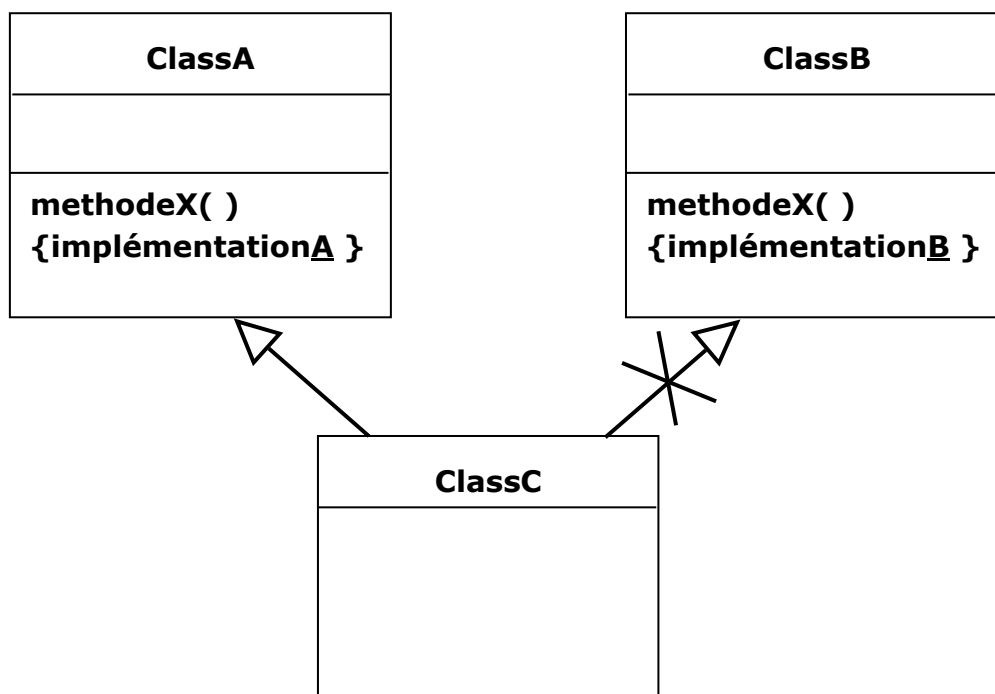 ClassA
methodeX( )
{implémentationA }
ClassB
methodeX( )
{implémentationB }
ClassC